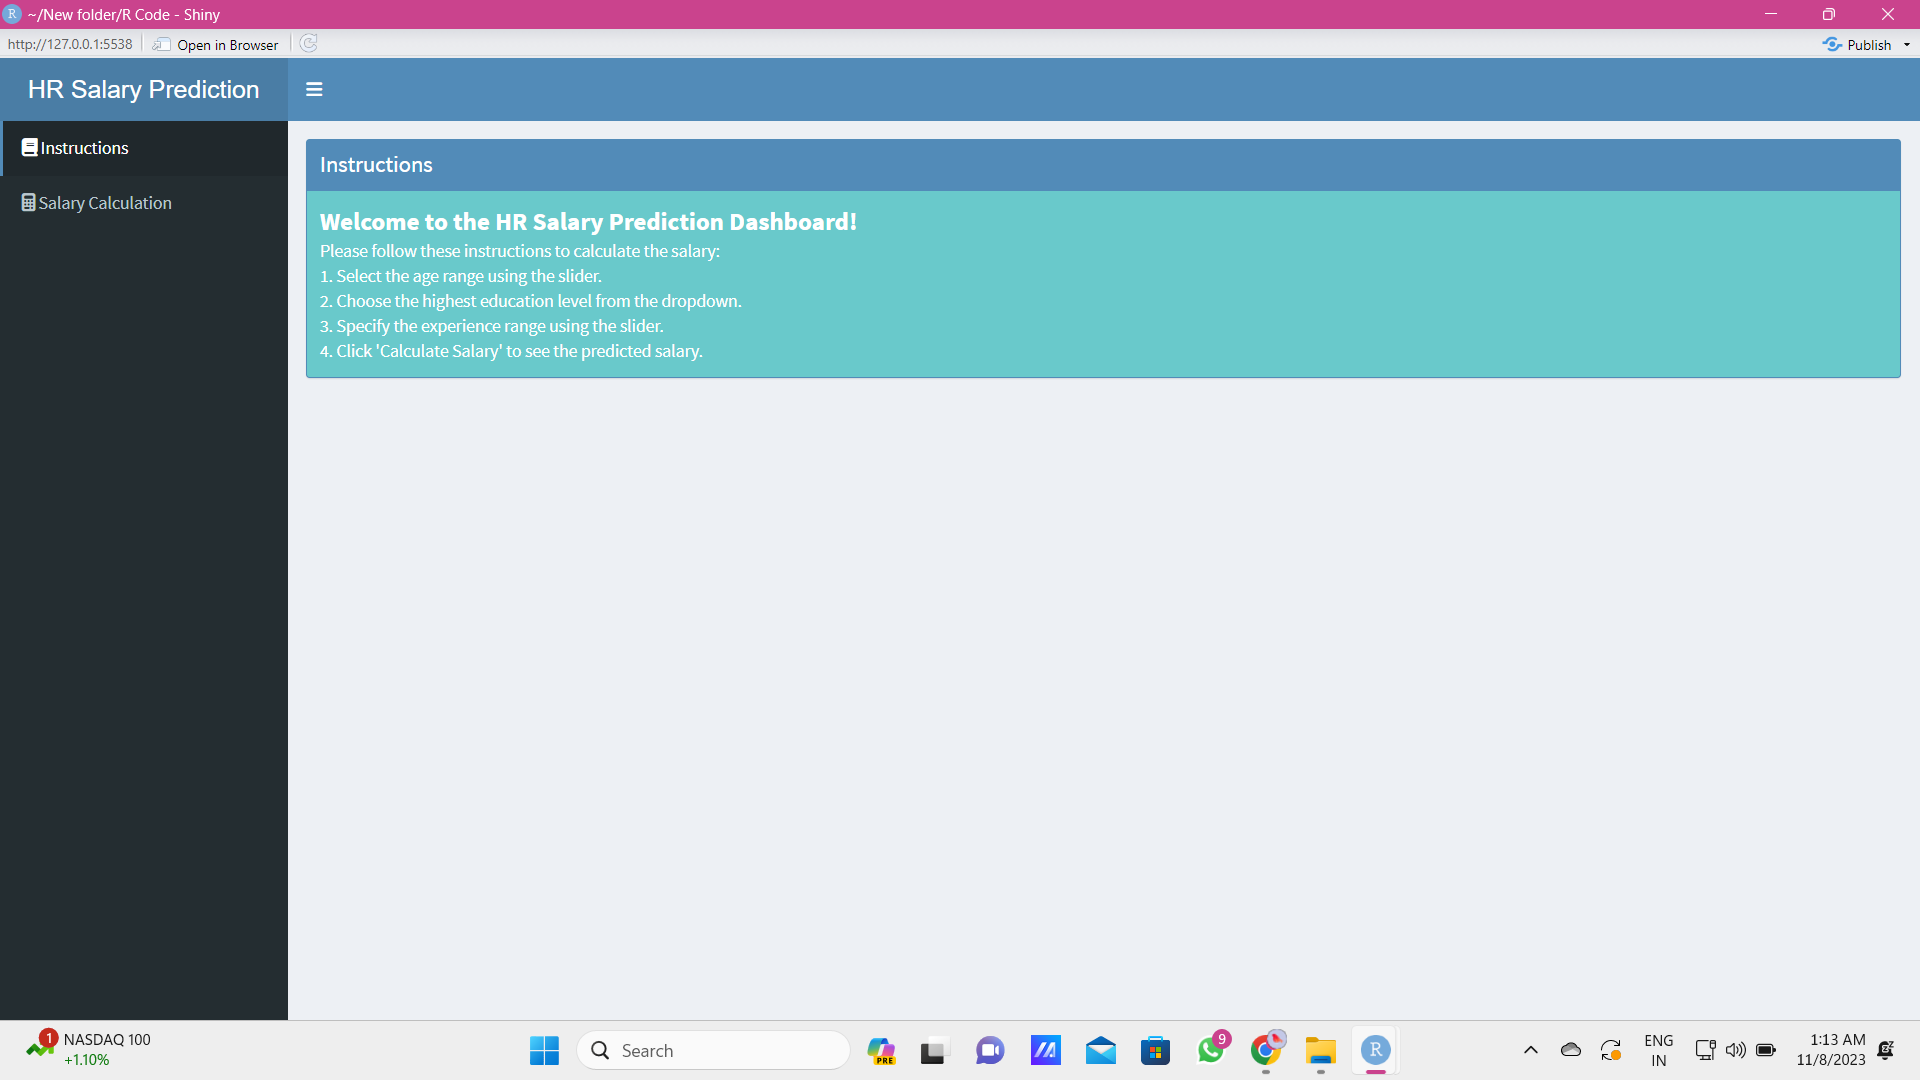 R ~/New folder/R Code - Shiny
http://127.0.0.1:5538 Open in Browser Publish
HR Salary Prediction
Instructions
Salary Calculation
Instructions
Welcome to the HR Salary Prediction Dashboard!
Please follow these instructions to calculate the salary:
1. Select the age range using the slider.
2. Choose the highest education level from the dropdown.
3. Specify the experience range using the slider.
4. Click 'Calculate Salary' to see the predicted salary.
1 NASDAQ 100
+1.10%
Search
PRE
9
R
ENG
IN
1:13 AM
11/8/2023